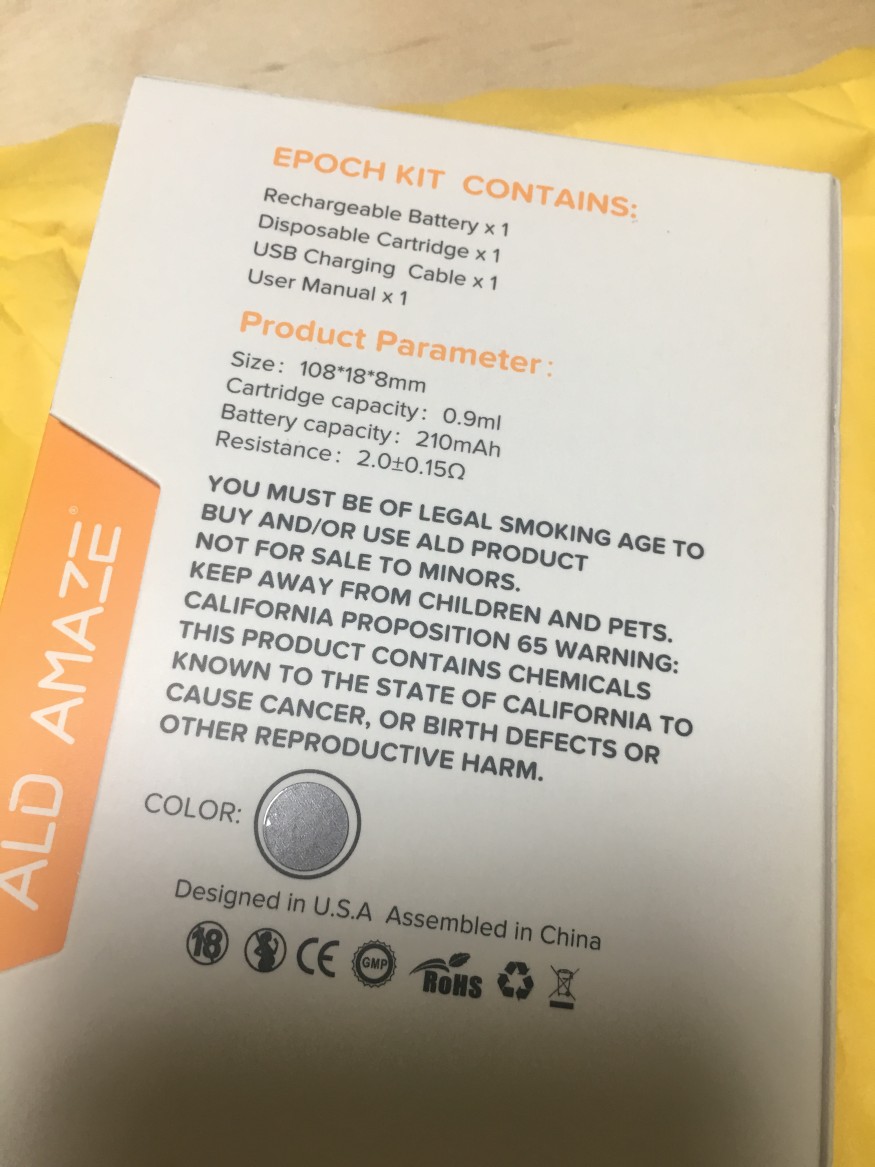 EPOCH KIT CONTAINS:
Rechargeable Battery x 1
Disposable Cartridge x 1
USB Charging Cable x 1
User Manual x 1
Product Parameter:
Size: 108*18*8mm
Cartridge capacity: 0.9ml
Battery capacity: 210mAh
Resistance: 2.0±0.15Ω
YOU MUST BE OF LEGAL SMOKING AGE TO
BUY AND/OR USE ALD PRODUCT
NOT FOR SALE TO MINORS.
KEEP AWAY FROM CHILDREN AND PETS.
CALIFORNIA PROPOSITION 65 WARNING:
THIS PRODUCT CONTAINS CHEMICALS
KNOWN TO THE STATE OF CALIFORNIA TO
CAUSE CANCER, OR BIRTH DEFECTS OR
OTHER REPRODUCTIVE HARM.
COLOR:
Designed in U.S.A Assembled in China
18 CE GMP RoHS
ALD AMAZE®